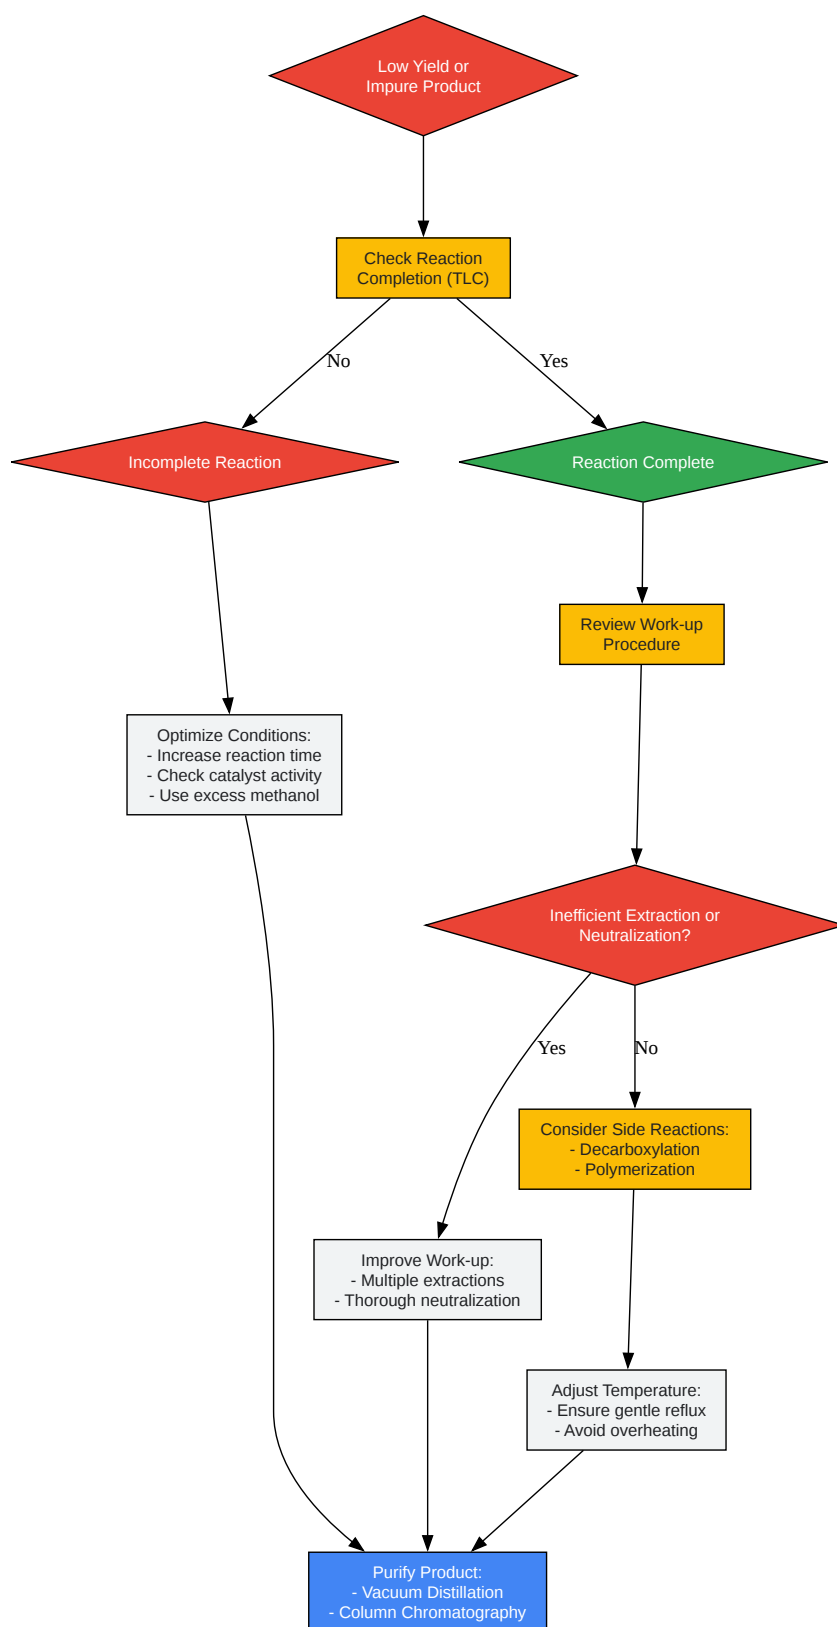 Low Yield or
Impure Product
Check Reaction
Completion (TLC)
No
Yes
Incomplete Reaction
Reaction Complete
Review Work-up
Procedure
Optimize Conditions:
- Increase reaction time
- Check catalyst activity
- Use excess methanol
Inefficient Extraction or
Neutralization?
Yes
No
Consider Side Reactions:
- Decarboxylation
- Polymerization
Improve Work-up:
- Multiple extractions
- Thorough neutralization
Adjust Temperature:
- Ensure gentle reflux
- Avoid overheating
Purify Product:
- Vacuum Distillation
- Column Chromatography